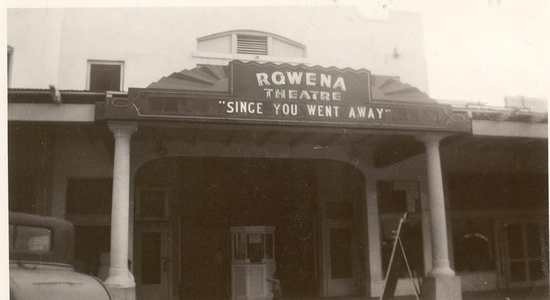 ROWENA
THEATRE
"SINCE YOU WENT AWAY"